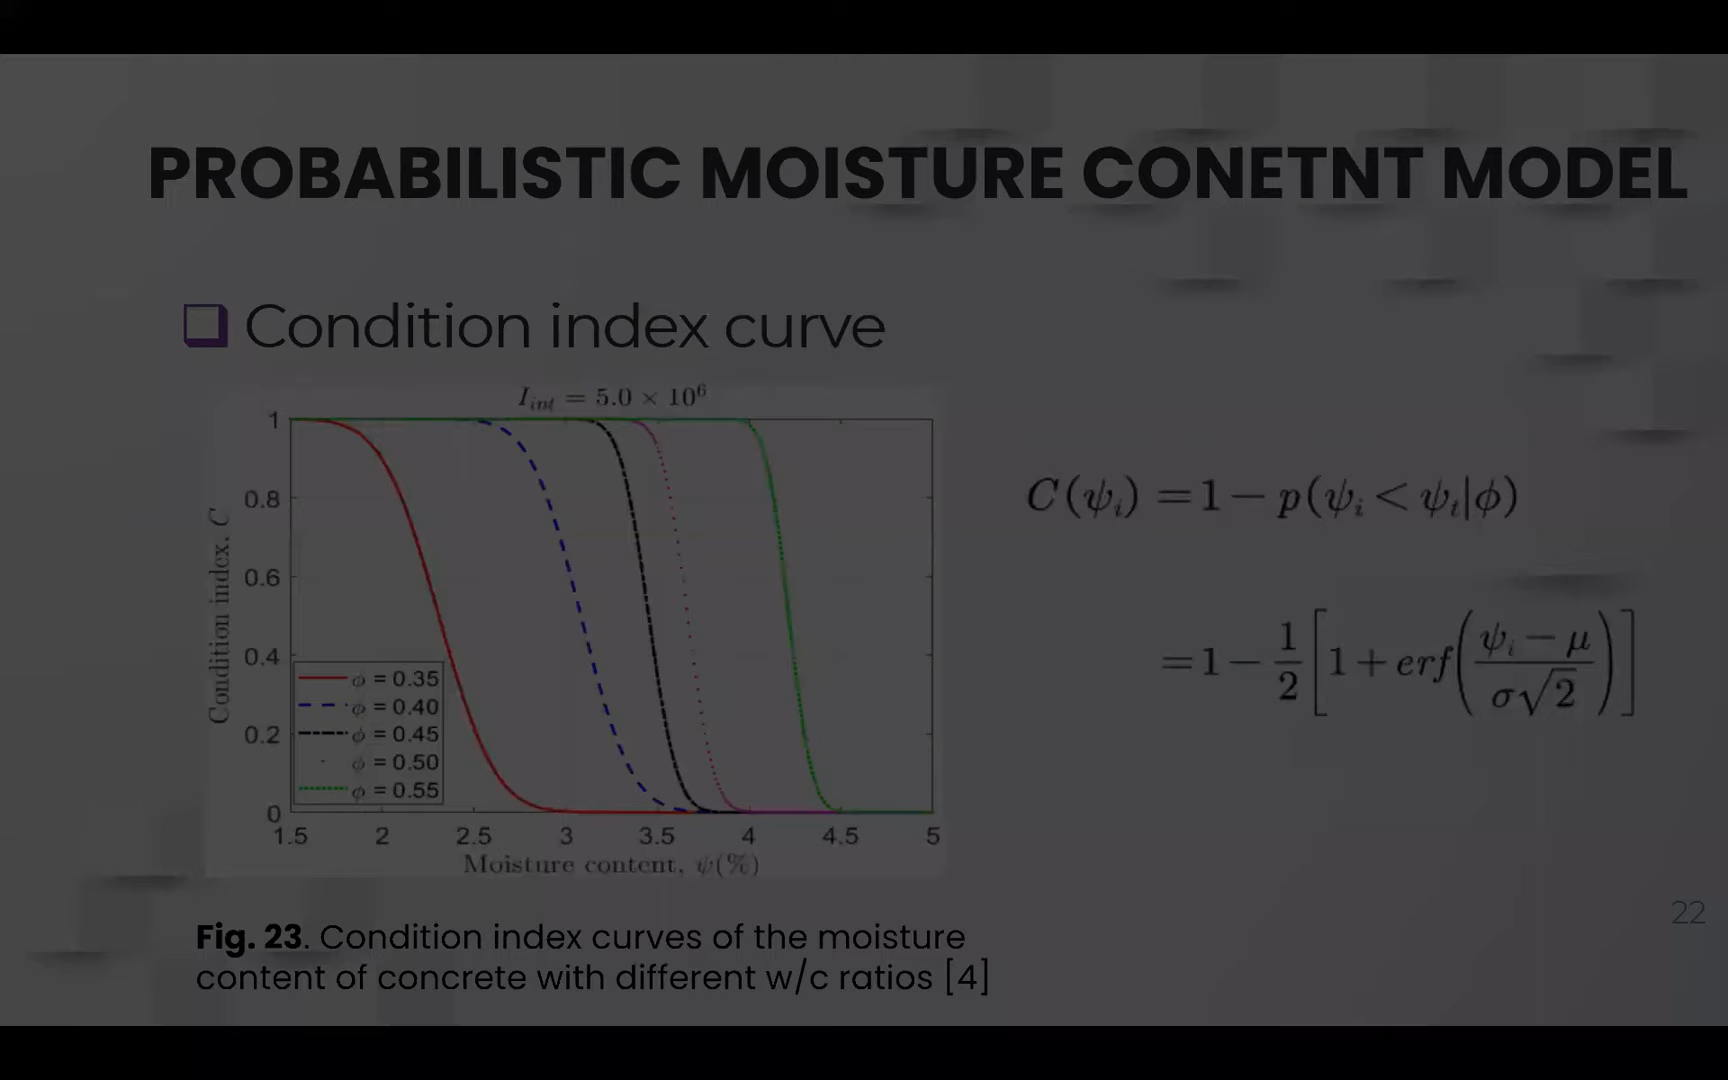 PROBABILISTIC MOISTURE CONETNT MODEL
Condition index curve
I_int = 5.0 × 10^6
Condition index, C
1
0.8
0.6
0.4
0.2
0
ϕ = 0.35
ϕ = 0.40
ϕ = 0.45
ϕ = 0.50
ϕ = 0.55
1.5 2 2.5 3 3.5 4 4.5 5
Moisture content, ψ(%)
C(ψ_i) = 1 − p(ψ_i < ψ_t|ϕ)
= 1 − 1/2 [1 + erf((ψ_i − μ)/(σ√2))]
Fig. 23. Condition index curves of the moisture
content of concrete with different w/c ratios [4]
22